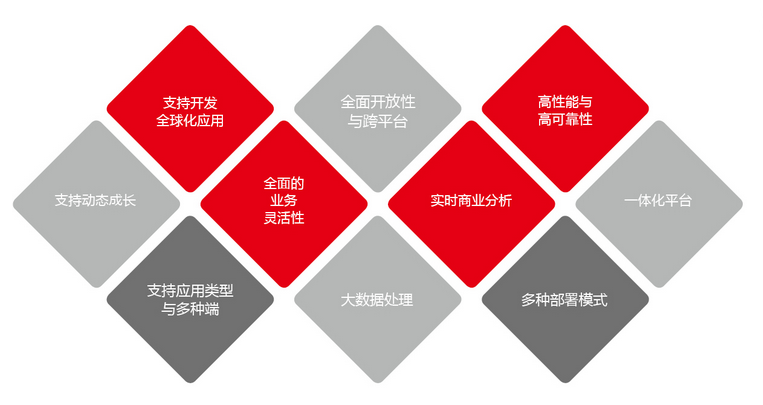 支持开发
全球化应用
全面开放性
与跨平台
高性能与
高可靠性
支持动态成长
全面的
业务
灵活性
实时商业分析
一体化平台
支持应用类型
与多种端
大数据处理
多种部署模式